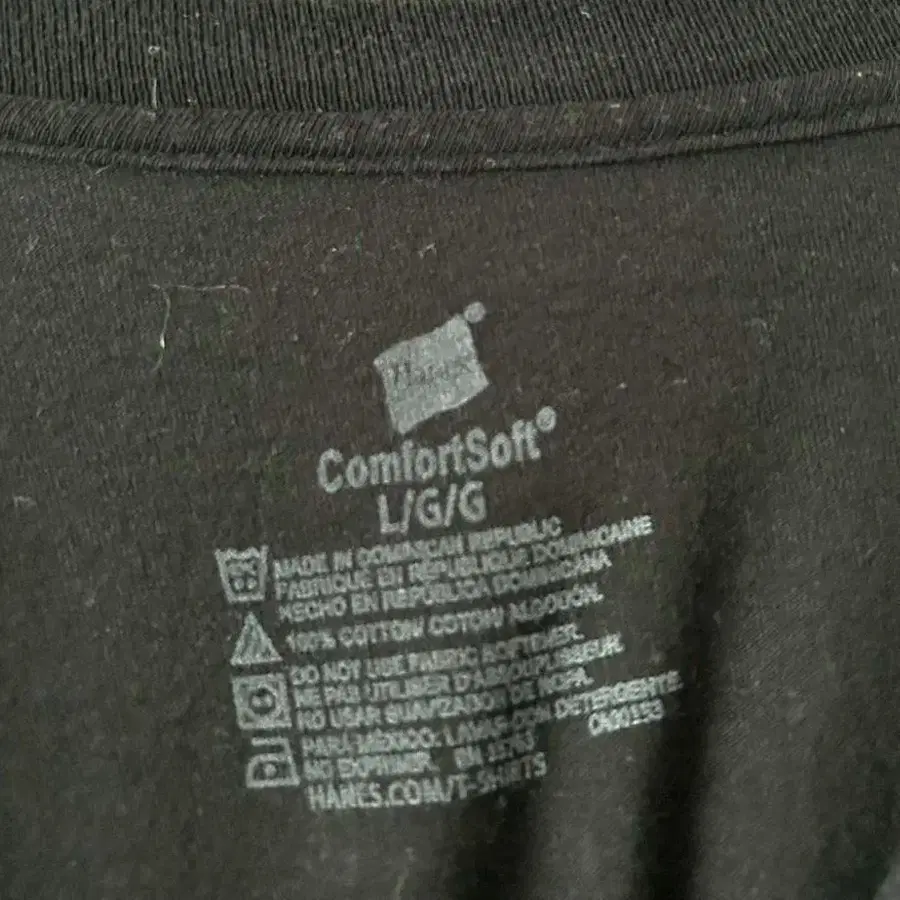 Hanes
ComfortSoft®
L/G/G
MADE IN DOMINICAN REPUBLIC
FABRIQUE EN RÉPUBLIQUE DOMINICAINE
HECHO EN REPÚBLICA DOMINICANA
100% COTTON/ COTON/ ALGODÓN.
DO NOT USE FABRIC SOFTENER.
NE PAS UTILISER D'ASSOUPLISSEUR.
NO USAR SUAVIZADOR DE ROPA.
PARA MÉXICO: LAVAR CON DETERGENTE
NO EXPRIMIR. RN 15763
HANES.COM/T-SHIRTS